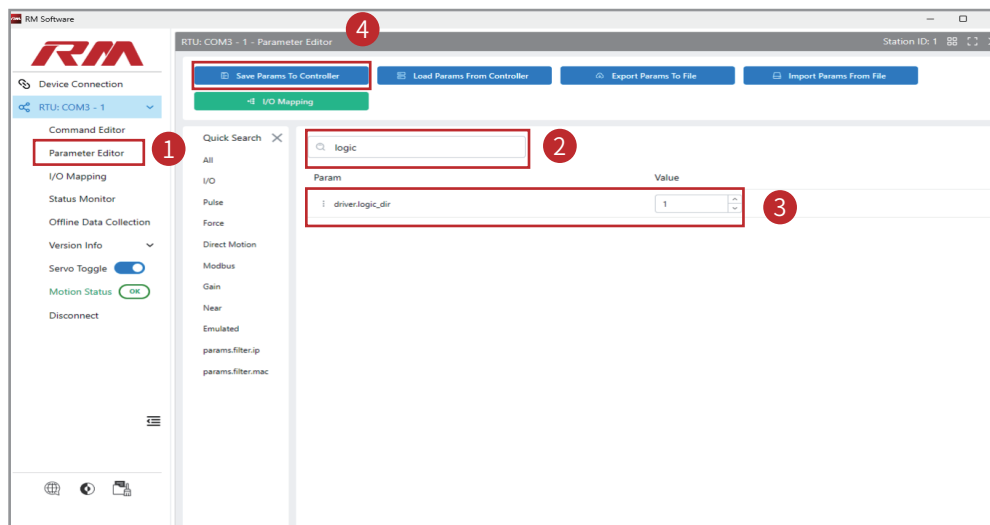 RM Software
RM
Device Connection
RTU: COM3 - 1
Command Editor
Parameter Editor
I/O Mapping
Status Monitor
Offline Data Collection
Version Info
Servo Toggle
Motion Status OK
Disconnect
1
RTU: COM3 - 1 - Parameter Editor
4
Station ID: 1
Save Params To Controller
Load Params From Controller
Export Params To File
Import Params From File
I/O Mapping
Quick Search
All
I/O
Pulse
Force
Direct Motion
Modbus
Gain
Near
Emulated
params.filter.ip
params.filter.mac
logic
2
Param Value
driver.logic_dir 1
3